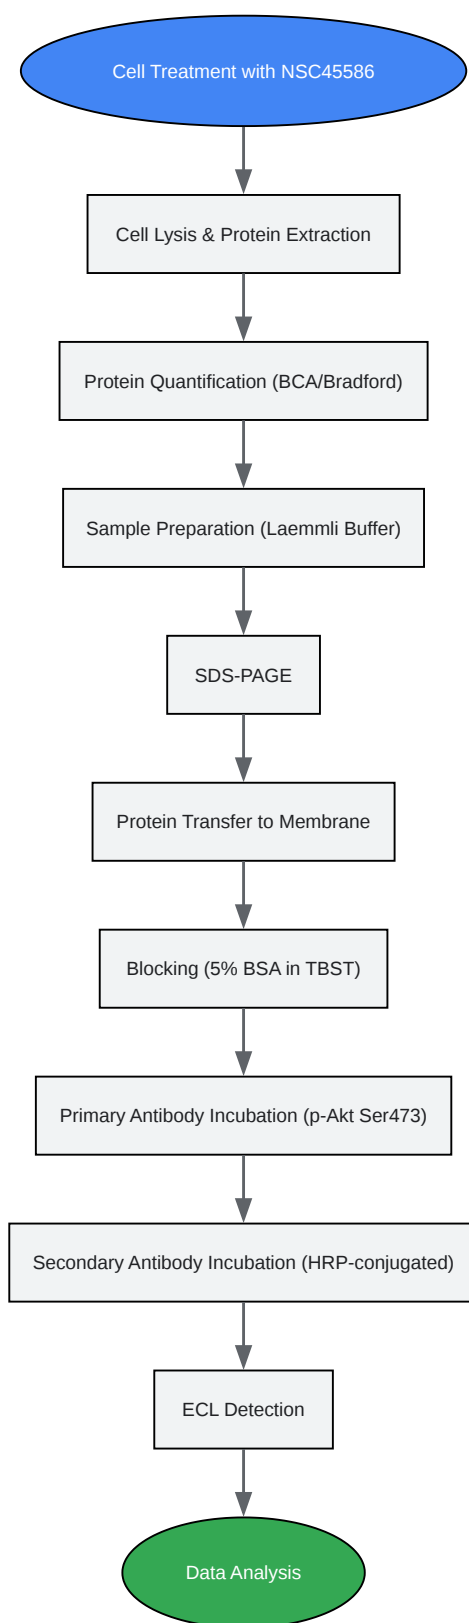 Cell Treatment with NSC45586
Cell Lysis & Protein Extraction
Protein Quantification (BCA/Bradford)
Sample Preparation (Laemmli Buffer)
SDS-PAGE
Protein Transfer to Membrane
Blocking (5% BSA in TBST)
Primary Antibody Incubation (p-Akt Ser473)
Secondary Antibody Incubation (HRP-conjugated)
ECL Detection
Data Analysis